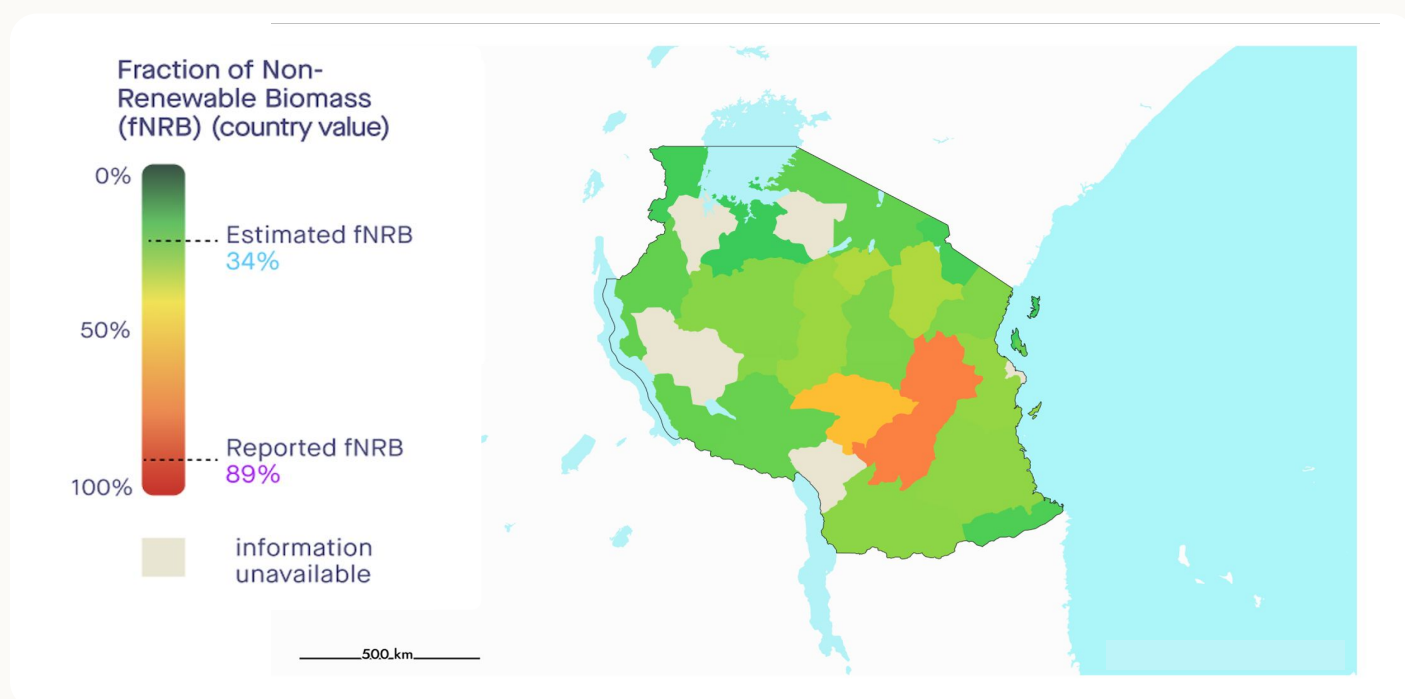 Fraction of Non-
Renewable Biomass
(fNRB) (country value)
0%
Estimated fNRB
34%
50%
Reported fNRB
89%
100%
information
unavailable
500 km